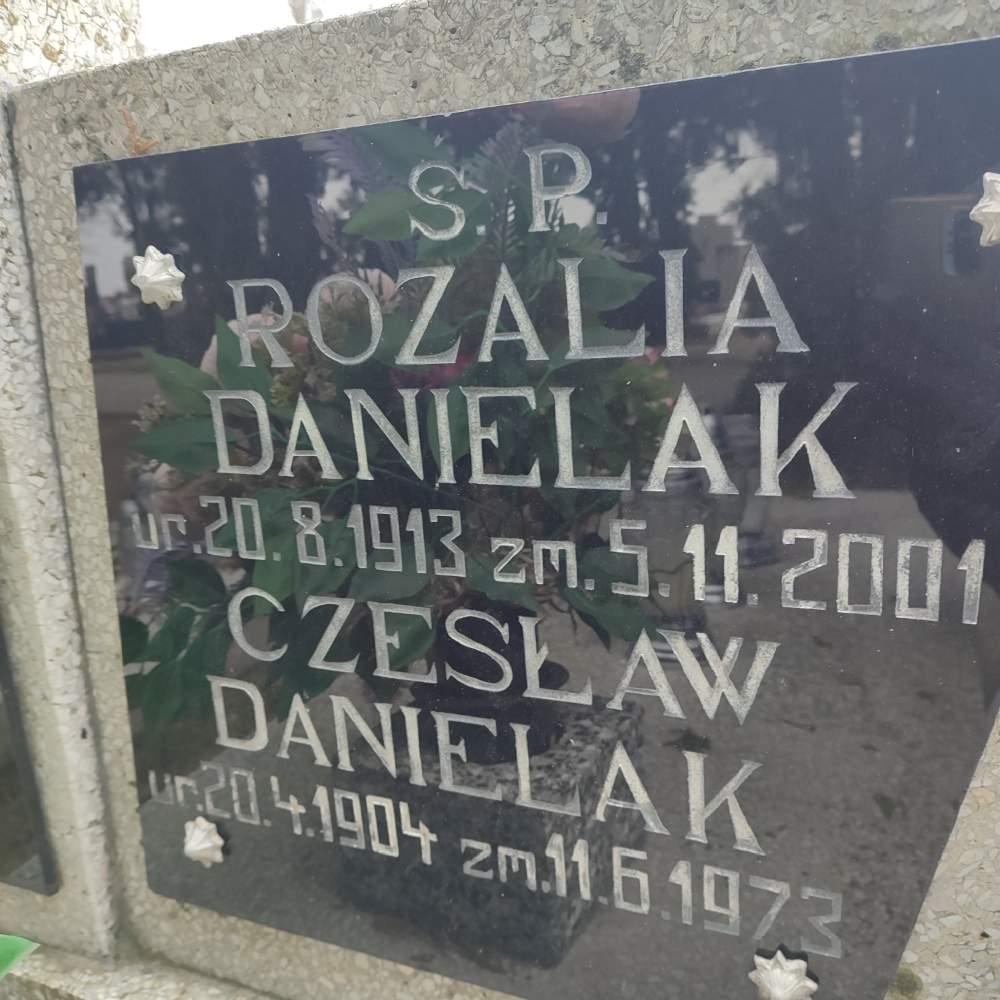 S. P.
ROZALIA
DANIELAK
ur. 20. 8. 1913 zm. 5. 11. 2001
CZESŁAW
DANIELAK
ur. 20. 4. 1904 zm. 11. 6. 1973